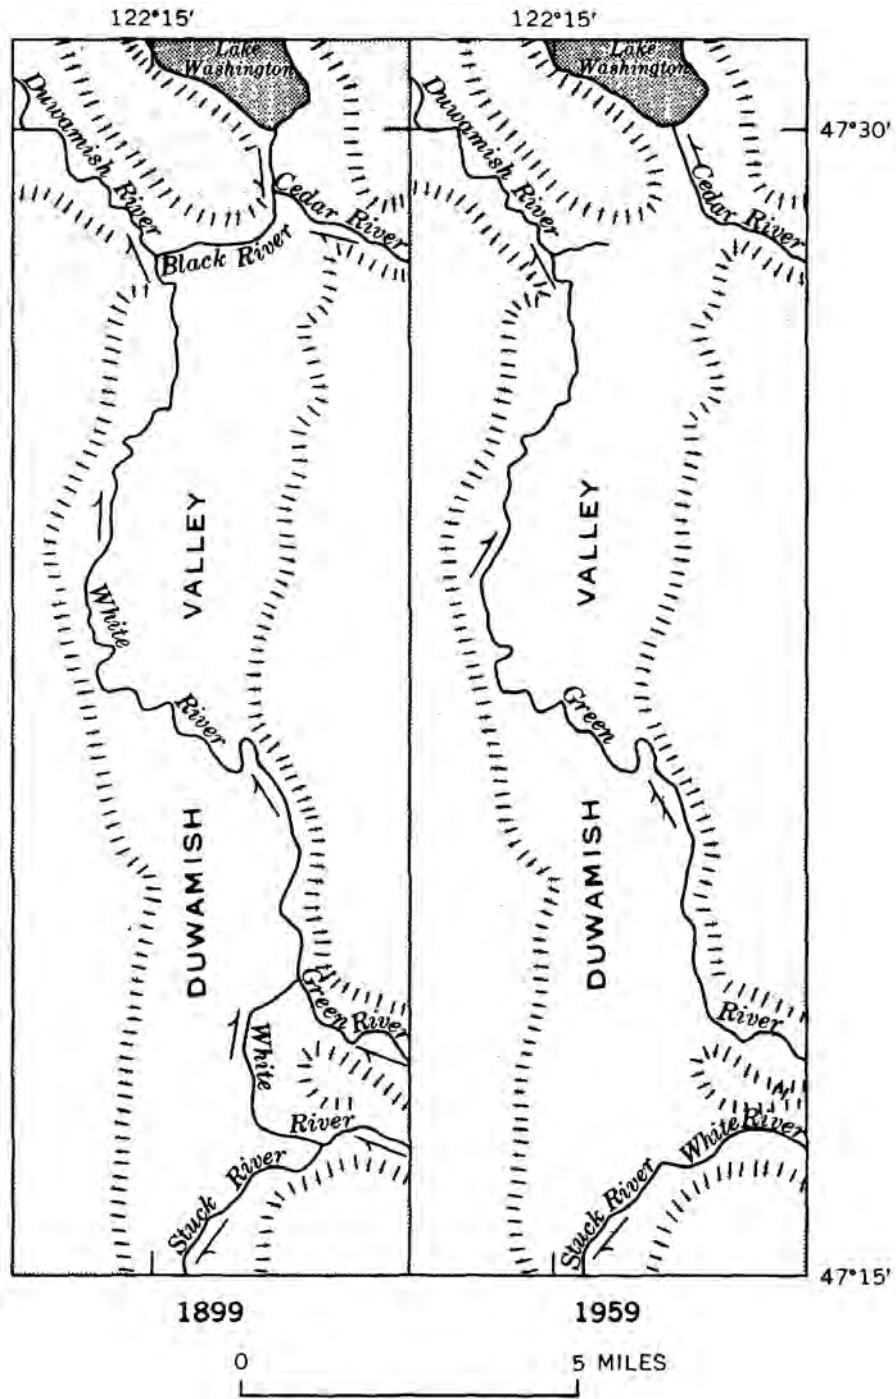 122°15'
122°15'
Lake
Washington
Duwamish River
Cedar River
Black River
White
River
VALLEY
DUWAMISH
Green River
White
River
Stuck River
1899
Lake
Washington
47°30'
Duwamish River
Cedar River
VALLEY
Green
DUWAMISH
River
White River
Stuck River
47°15'
1959
0 5 MILES